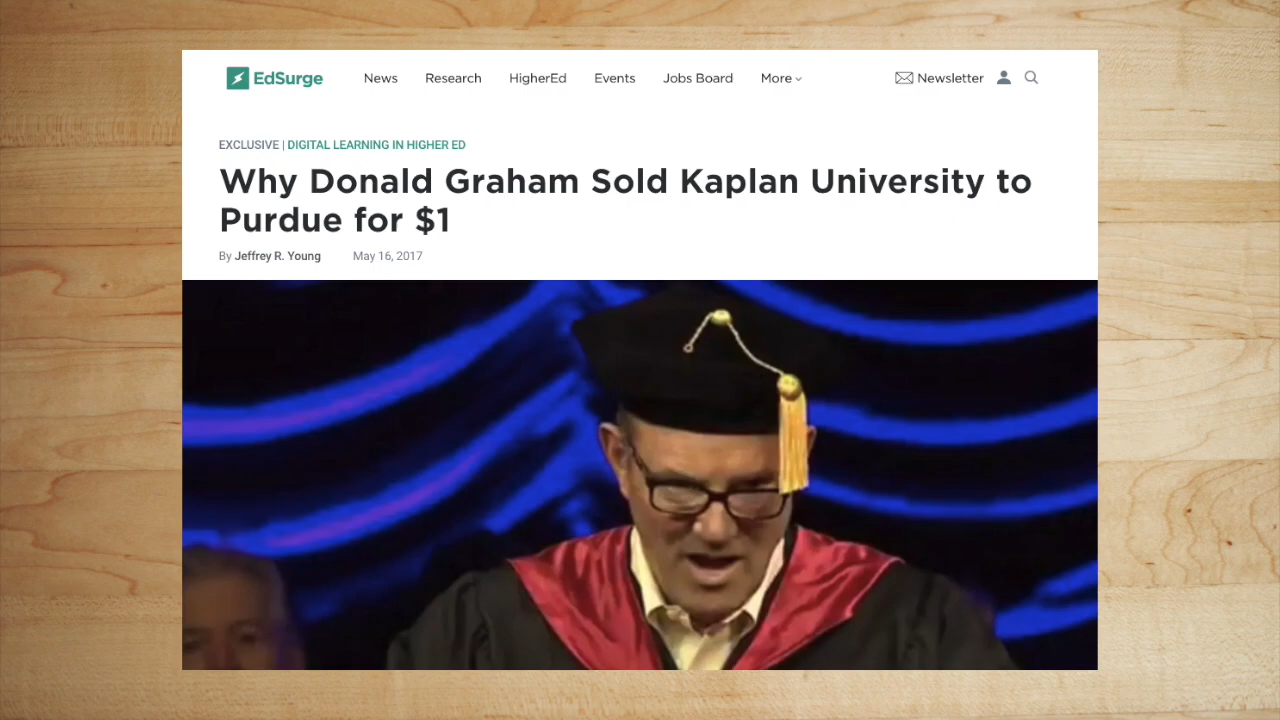 EdSurge News Research HigherEd Events Jobs Board More Newsletter
EXCLUSIVE | DIGITAL LEARNING IN HIGHER ED
Why Donald Graham Sold Kaplan University to
Purdue for $1
By Jeffrey R. Young May 16, 2017